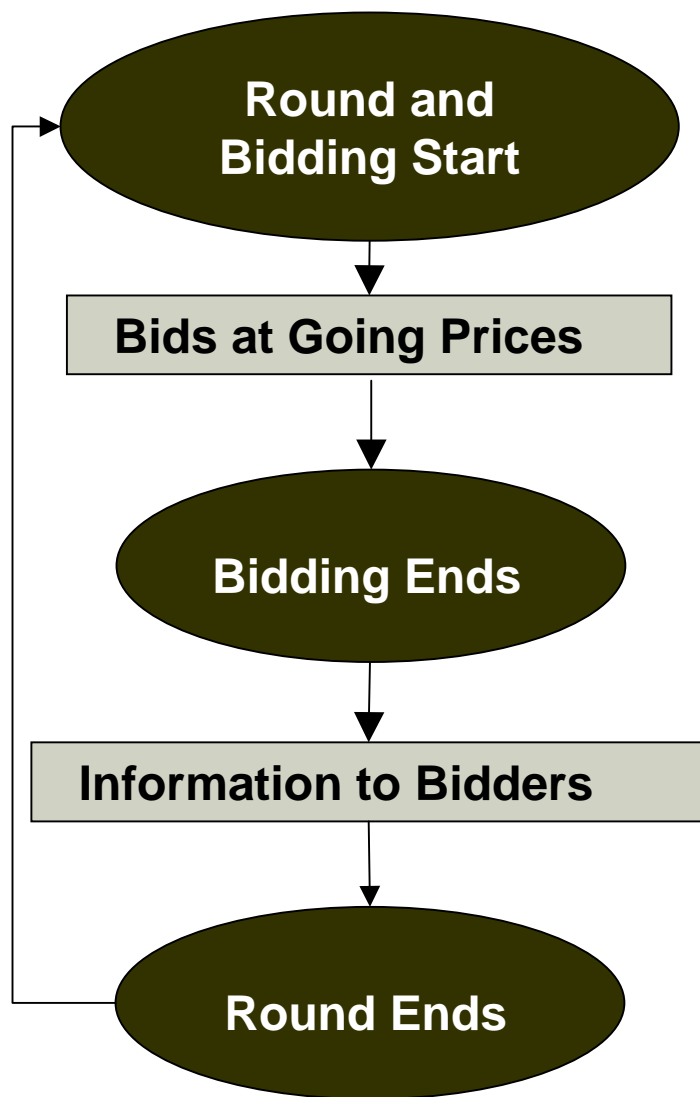 Round and
Bidding Start
Bids at Going Prices
Bidding Ends
Information to Bidders
Round Ends